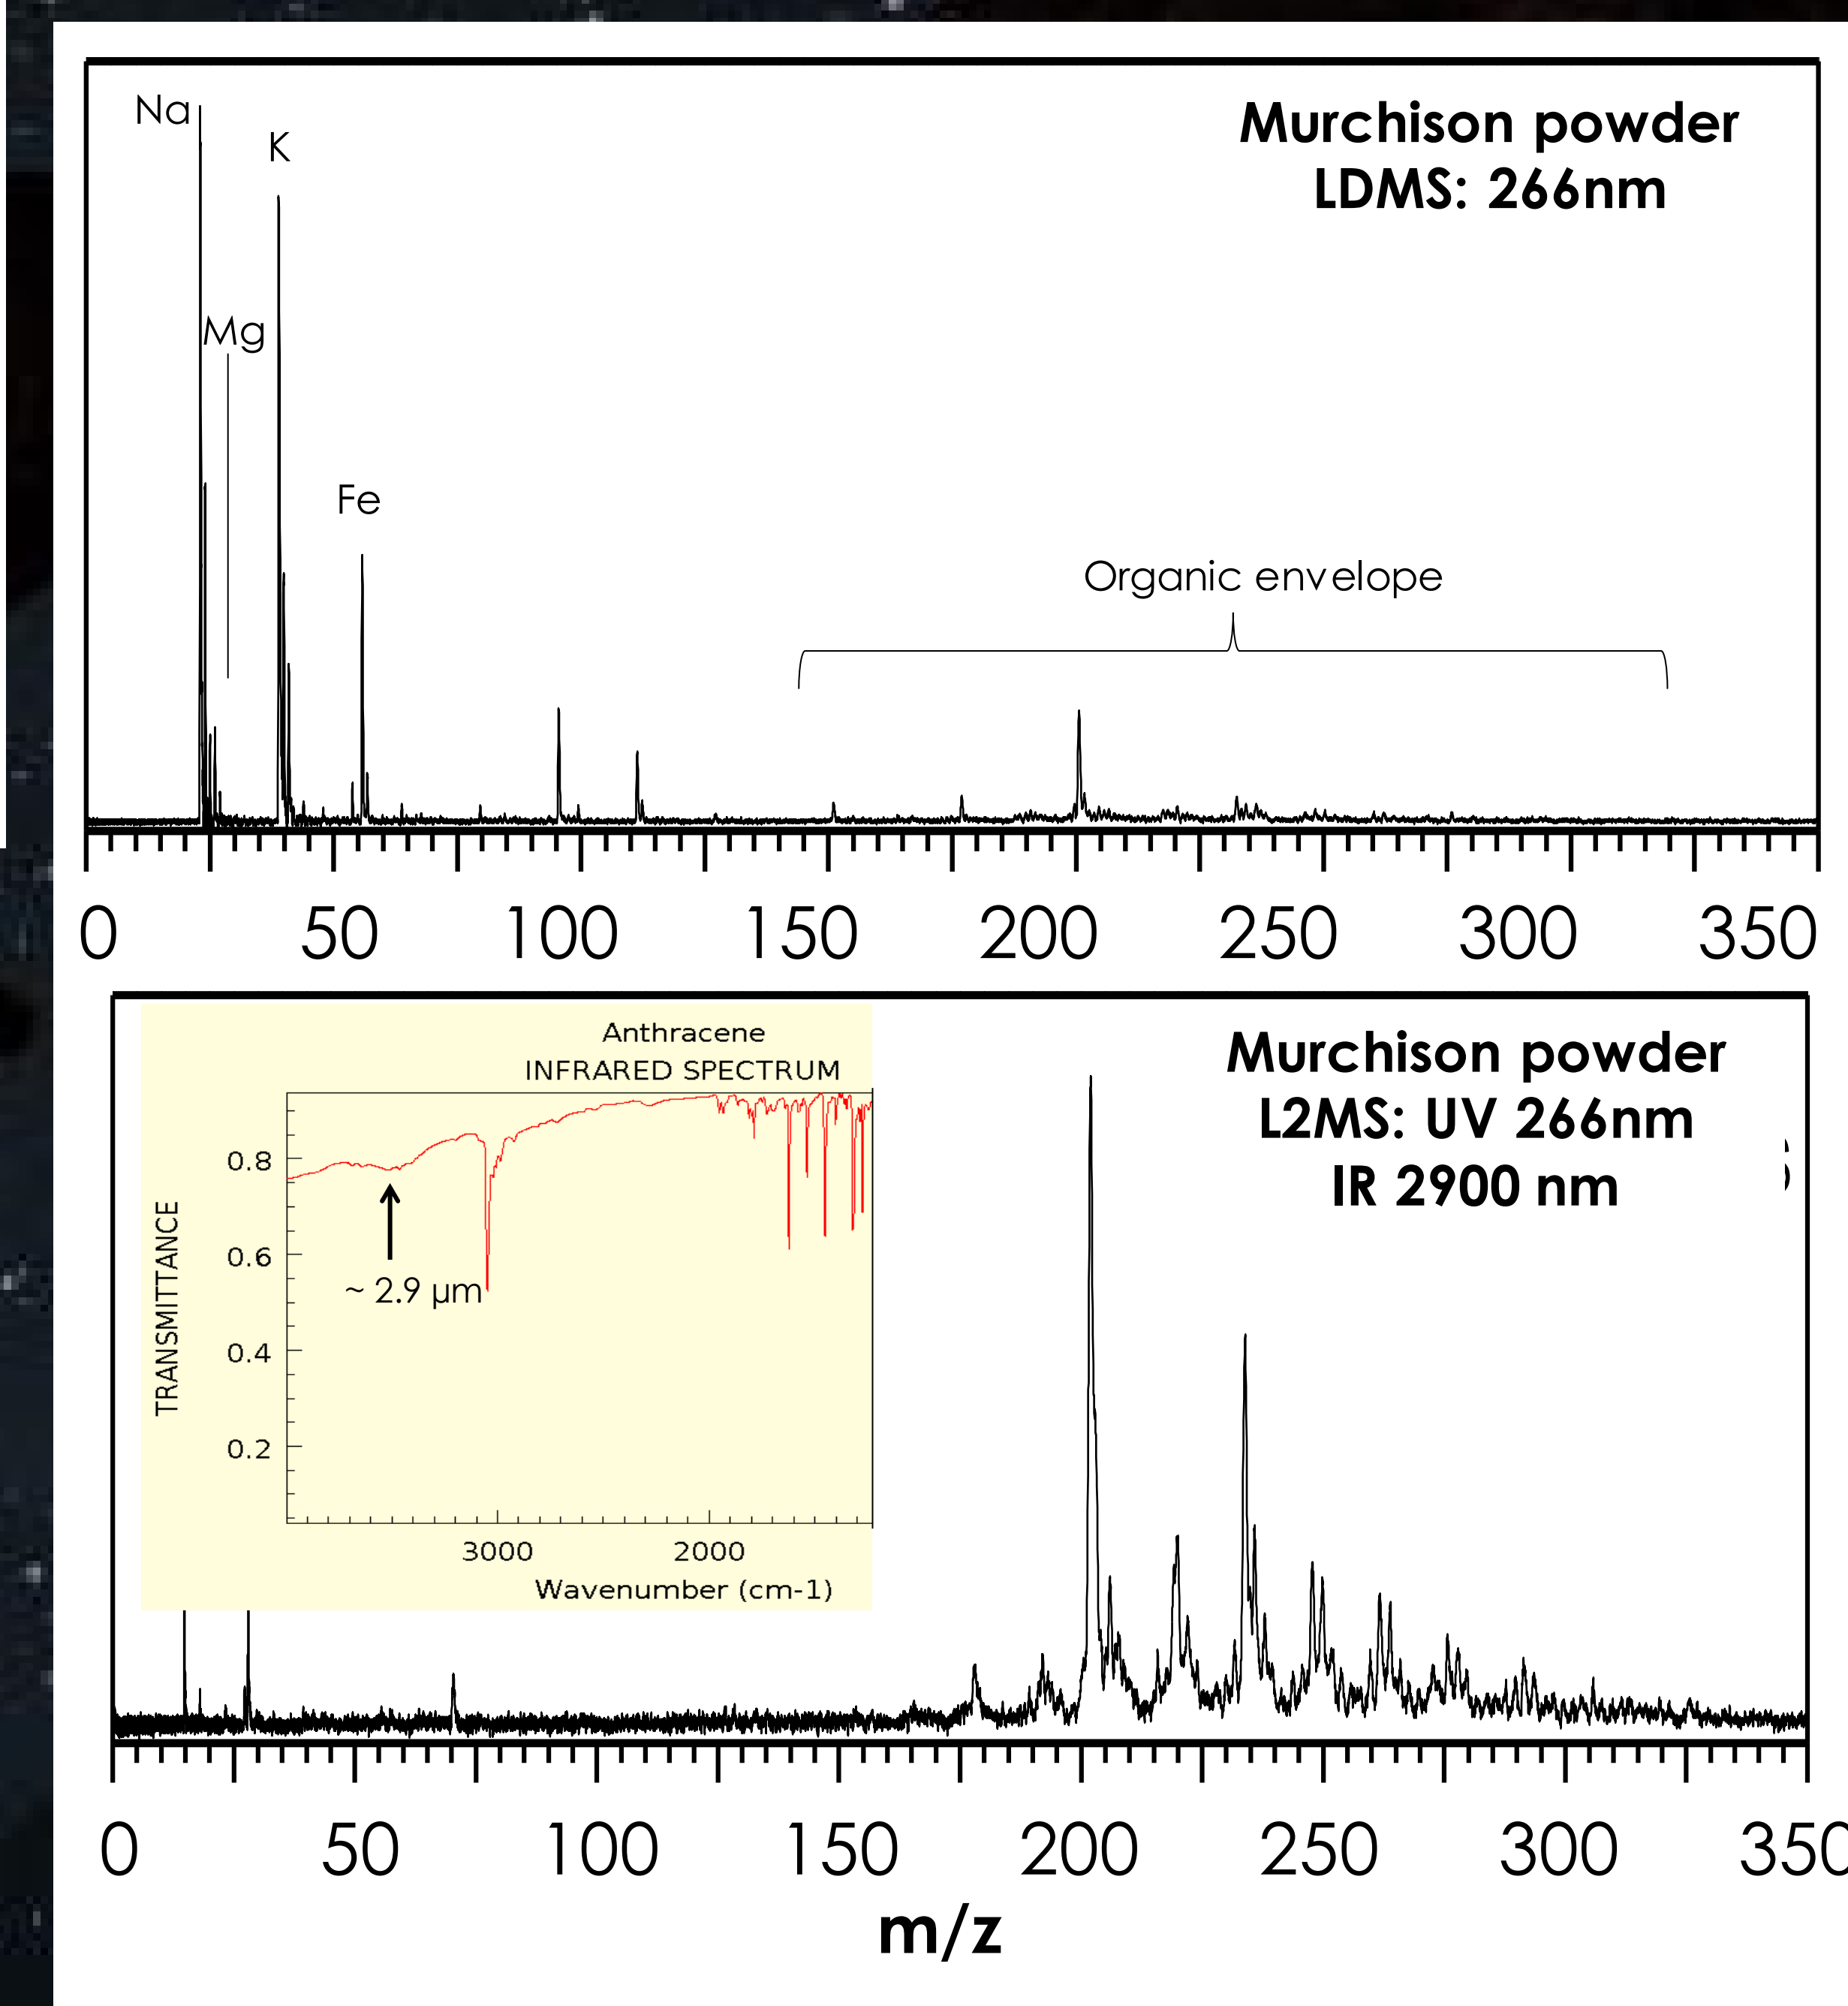 Na
K
Mg
Fe
Murchison powder
LDMS: 266nm
Organic envelope
0 50 100 150 200 250 300 350
Anthracene
INFRARED SPECTRUM
TRANSMITTANCE
0.8
0.6
0.4
0.2
~ 2.9 µm
3000 2000
Wavenumber (cm-1)
Murchison powder
L2MS: UV 266nm
IR 2900 nm
0 50 100 150 200 250 300 350
m/z